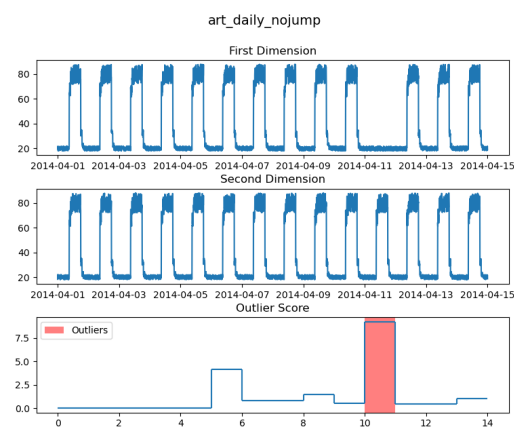 art_daily_nojump
First Dimension
80
60
40
20
2014-04-01 2014-04-03 2014-04-05 2014-04-07 2014-04-09 2014-04-11 2014-04-13 2014-04-15
Second Dimension
80
60
40
20
2014-04-01 2014-04-03 2014-04-05 2014-04-07 2014-04-09 2014-04-11 2014-04-13 2014-04-15
Outlier Score
Outliers
7.5
5.0
2.5
0.0
0 2 4 6 8 10 12 14